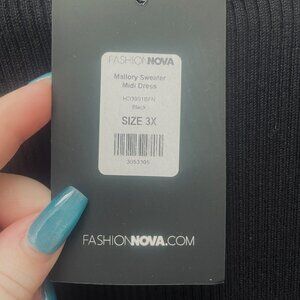 FASHIONNOVA
Mallory Sweater
Midi Dress
Black
SIZE 3X
FASHIONNOVA.COM